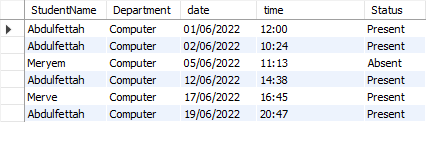 StudentName Department date time Status
Abdulfettah Computer 01/06/2022 12:00 Present
Abdulfettah Computer 02/06/2022 10:24 Present
Meryem Computer 05/06/2022 11:13 Absent
Abdulfettah Computer 12/06/2022 14:38 Present
Merve Computer 17/06/2022 16:45 Present
Abdulfettah Computer 19/06/2022 20:47 Present